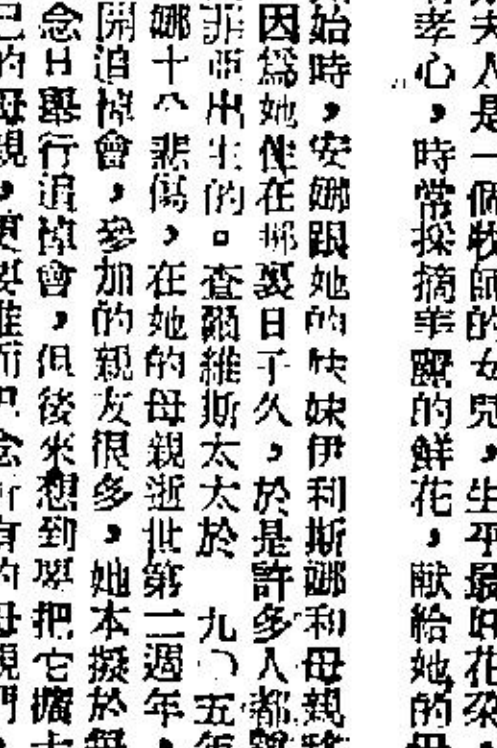 夫人是一個牧師的女兒，生平最
孝心，時常採摘美麗的鮮花，獻給她的母
始時，安娜跟她的妹妹伊利斯娜和母親
因為她住在那裏日子久，於是許多人都
菲亞出生的。查爾維斯太太於一九〇五年
娜十分悲傷，在她的母親逝世第二週年，
開追悼會，參加的親友很多，她本擬於每
念日舉行追悼會，但後來想到要把它擴大
己的母親，更要推而紀念所有的母親們